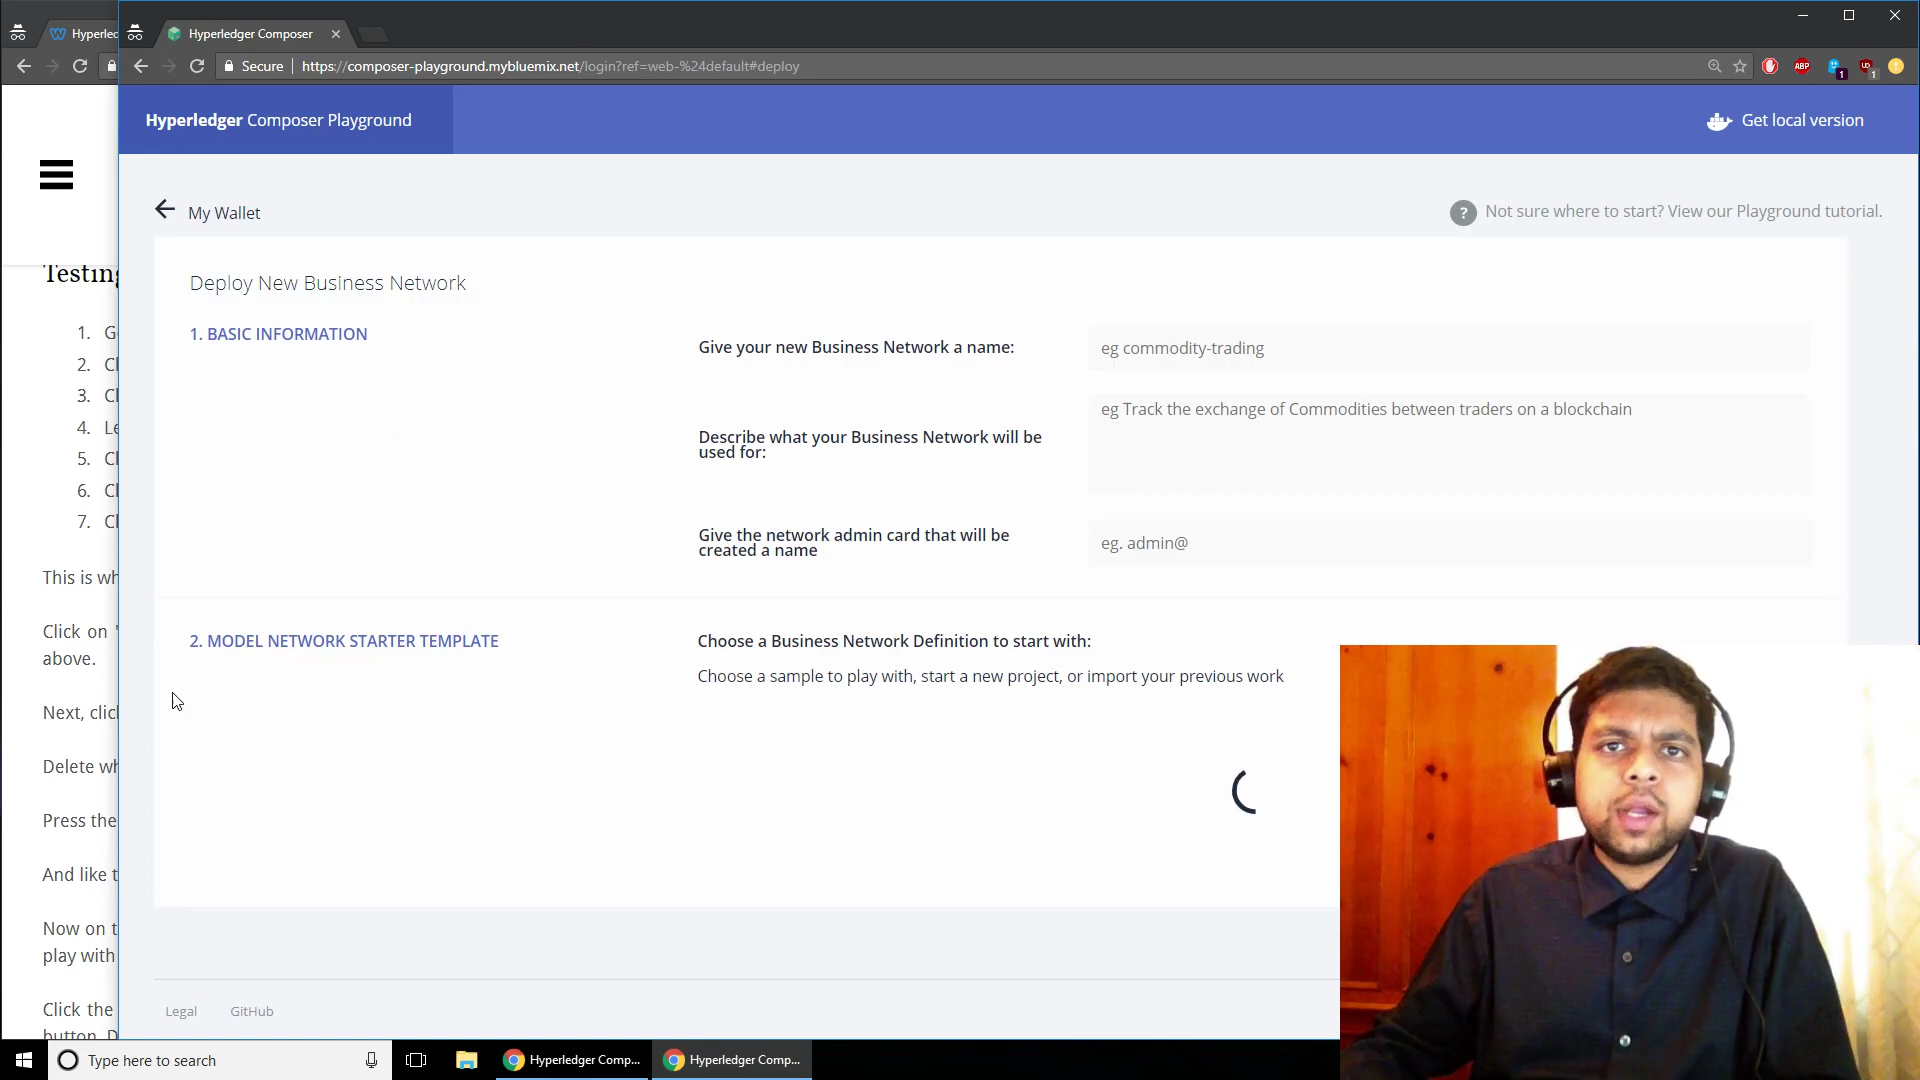 Hyperled
Hyperledger Composer
Secure
https://composer-playground.mybluemix.net/login?ref=web-%24default#deploy
ABP
1
1
Hyperledger Composer Playground
Get local version
My Wallet
? Not sure where to start? View our Playground tutorial.
Testing
1. G
2. Cl
3. Cl
4. Le
5. Cl
6. Cl
7. Cl
This is wh
Click on "
above.
Next, clic
Delete wh
Press the
And like t
Now on t
play with
Click the
button. D
Deploy New Business Network
1. BASIC INFORMATION
Give your new Business Network a name:
eg commodity-trading
Describe what your Business Network will be
used for:
eg Track the exchange of Commodities between traders on a blockchain
Give the network admin card that will be
created a name
eg. admin@
2. MODEL NETWORK STARTER TEMPLATE
Choose a Business Network Definition to start with:
Choose a sample to play with, start a new project, or import your previous work
Legal
GitHub
Type here to search
Hyperledger Comp...
Hyperledger Comp...